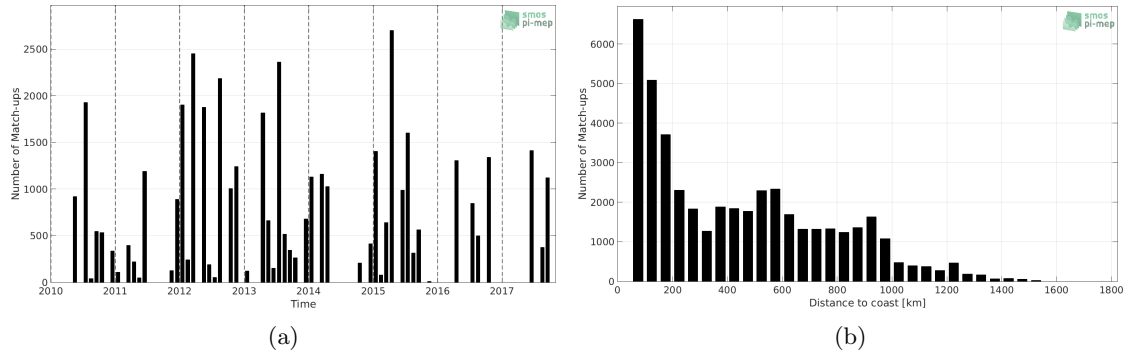 smos
pi-mep
Number of Match-ups
2500
2000
1500
1000
500
0
2010 2011 2012 2013 2014 2015 2016 2017
Time
(a)
smos
pi-mep
Number of Match-ups
6000
5000
4000
3000
2000
1000
0
0 200 400 600 800 1000 1200 1400 1600 1800
Distance to coast [km]
(b)